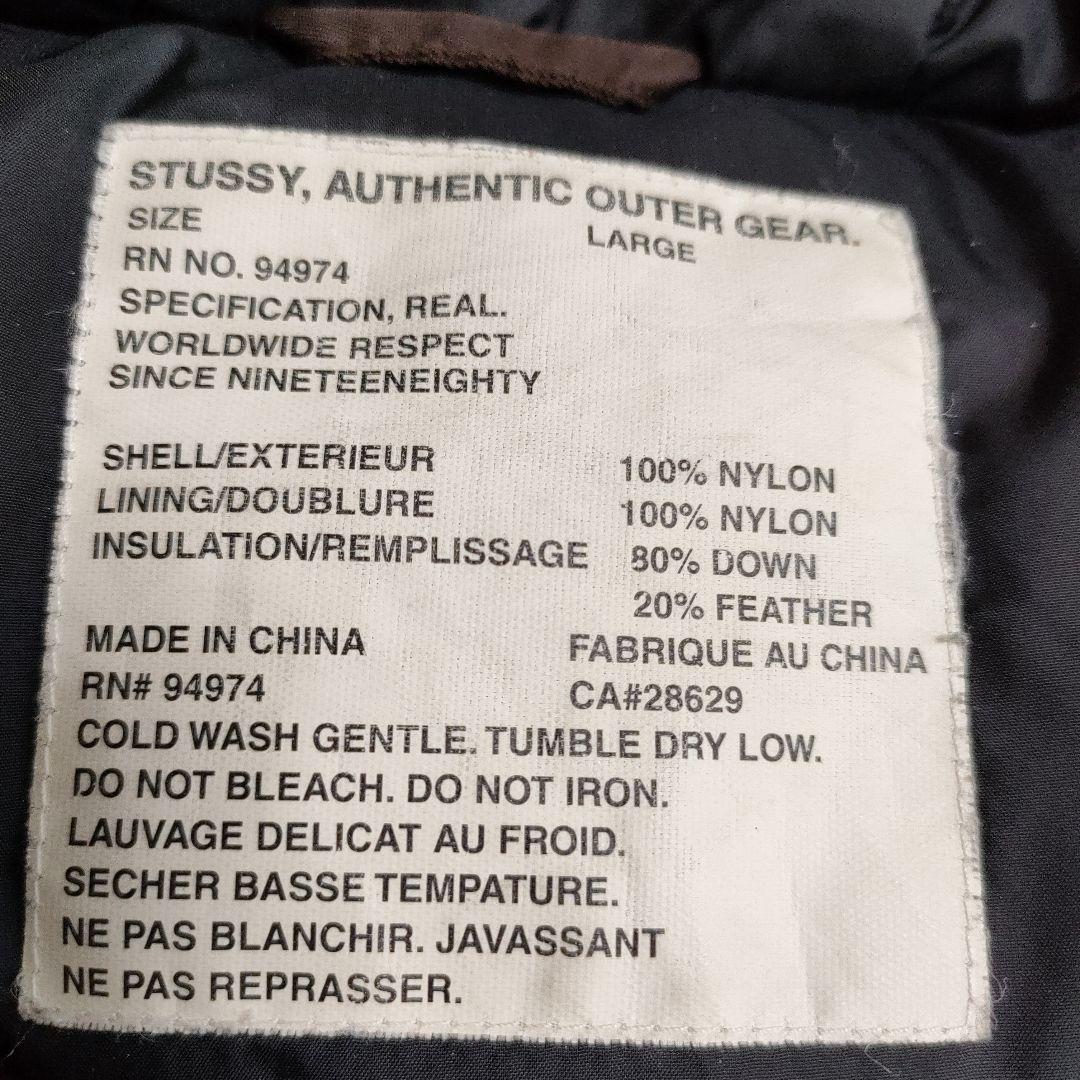 STUSSY, AUTHENTIC OUTER GEAR.
SIZE LARGE
RN NO. 94974
SPECIFICATION, REAL.
WORLDWIDE RESPECT
SINCE NINETEENEIGHTY
SHELL/EXTERIEUR 100% NYLON
LINING/DOUBLURE 100% NYLON
INSULATION/REMPLISSAGE 80% DOWN
20% FEATHER
MADE IN CHINA FABRIQUE AU CHINA
RN# 94974 CA#28629
COLD WASH GENTLE. TUMBLE DRY LOW.
DO NOT BLEACH. DO NOT IRON.
LAUVAGE DELICAT AU FROID.
SECHER BASSE TEMPATURE.
NE PAS BLANCHIR. JAVASSANT
NE PAS REPRASSER.